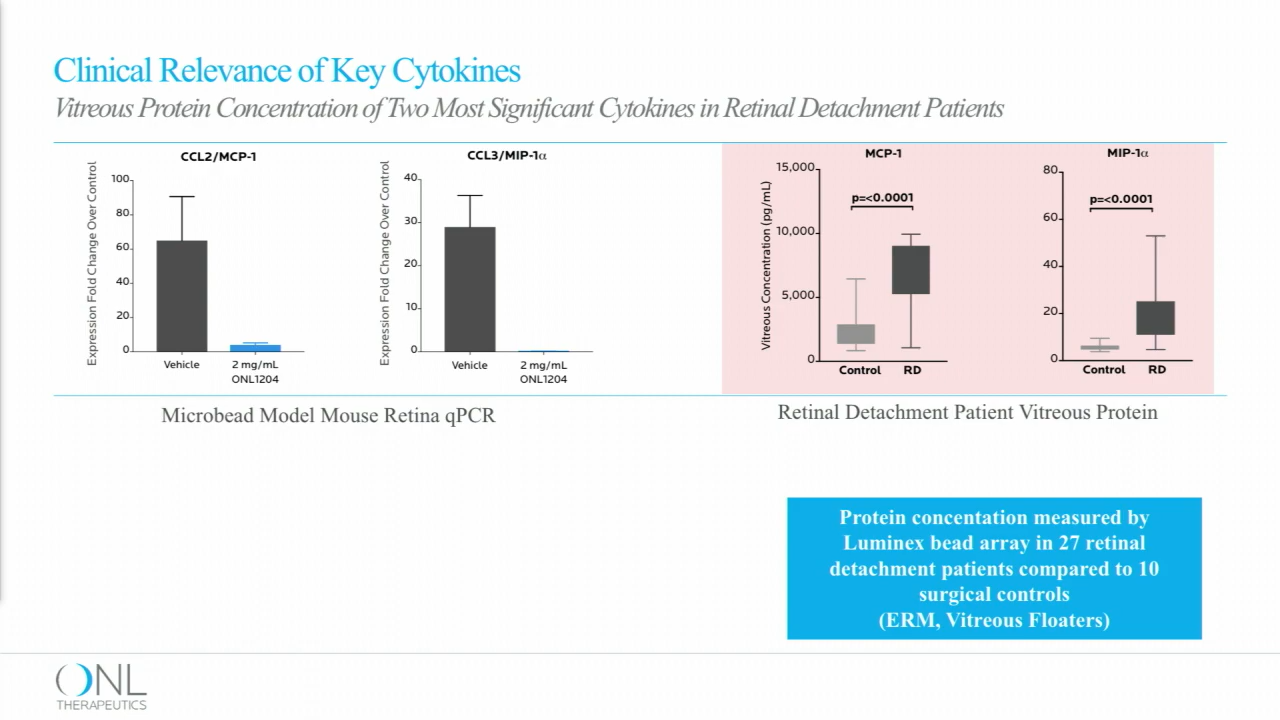 Clinical Relevance of Key Cytokines
Vitreous Protein Concentration of Two Most Significant Cytokines in Retinal Detachment Patients
CCL2/MCP-1
Expression Fold Change Over Control
100
80
60
40
20
0
Vehicle
2 mg/mL
ONL1204
CCL3/MIP-1α
Expression Fold Change Over Control
40
30
20
10
0
Vehicle
2 mg/mL
ONL1204
Microbead Model Mouse Retina qPCR
MCP-1
Vitreous Concentration (pg/mL)
15,000
10,000
5,000
0
p=<0.0001
Control
RD
MIP-1α
80
60
40
20
0
p=<0.0001
Control
RD
Retinal Detachment Patient Vitreous Protein
Protein concentation measured by
Luminex bead array in 27 retinal
detachment patients compared to 10
surgical controls
(ERM, Vitreous Floaters)
ONL
THERAPEUTICS